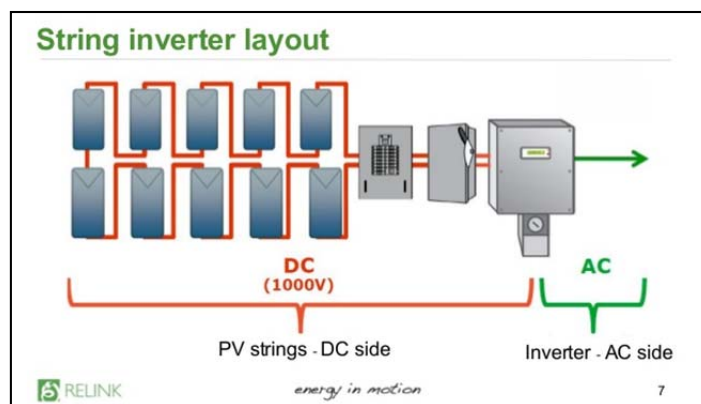 String inverter layout
DC
(1000V)
AC
PV strings - DC side
Inverter - AC side
RELINK
energy in motion
7